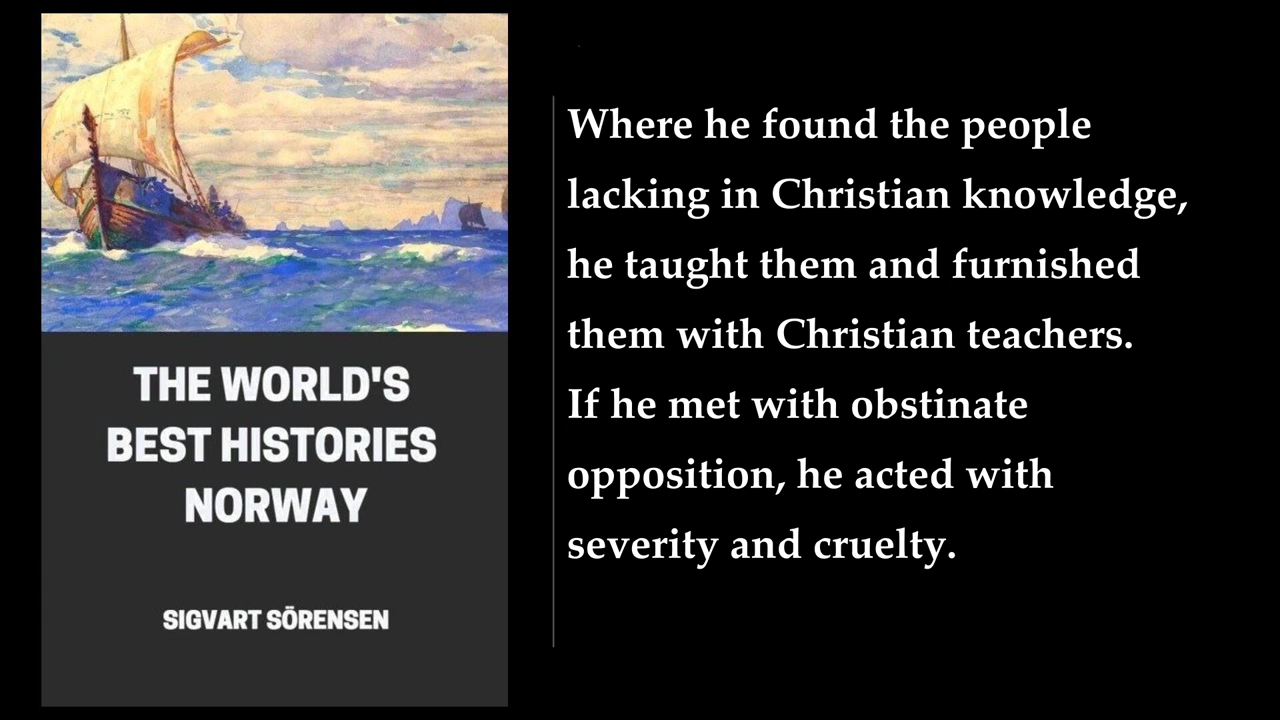 THE WORLD'S
BEST HISTORIES
NORWAY
SIGVART SÖRENSEN
Where he found the people
lacking in Christian knowledge,
he taught them and furnished
them with Christian teachers.
If he met with obstinate
opposition, he acted with
severity and cruelty.